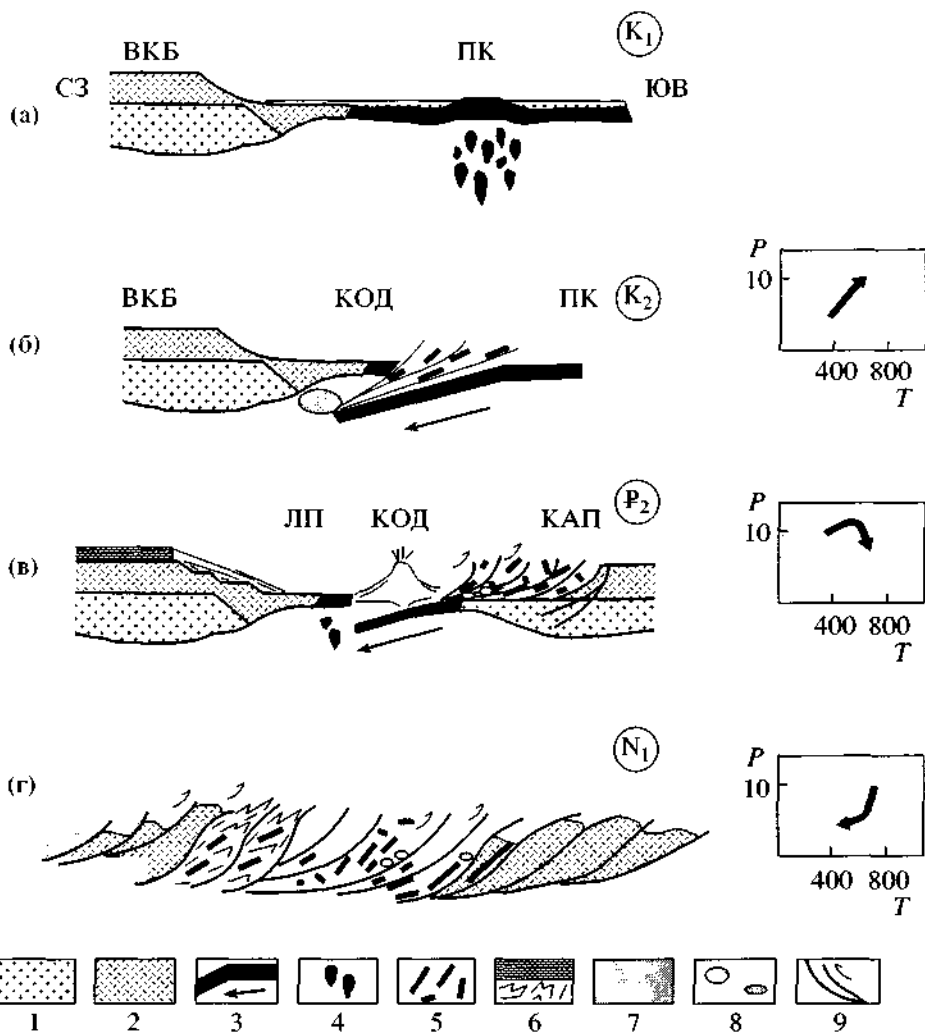 K₁
ВКБ ПК
СЗ ЮВ
(а)
P
10
400 800
T
ВКБ КОД ПК K₂
(б)
ЛП КОД КАП ₽₂
P
10
400 800
T
(в)
N₁
P
10
400 800
T
(г)
1 2 3 4 5 6 7 8 9